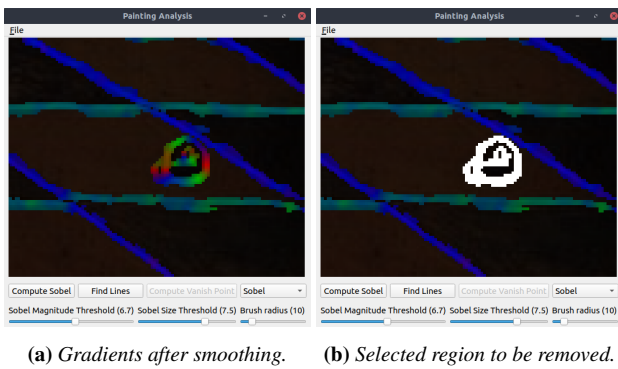 Painting Analysis
File
Compute Sobel Find Lines Compute Vanish Point Sobel
Sobel Magnitude Threshold (6.7) Sobel Size Threshold (7.5) Brush radius (10)
(a) Gradients after smoothing.
Painting Analysis
File
Compute Sobel Find Lines Compute Vanish Point Sobel
Sobel Magnitude Threshold (6.7) Sobel Size Threshold (7.5) Brush radius (10)
(b) Selected region to be removed.